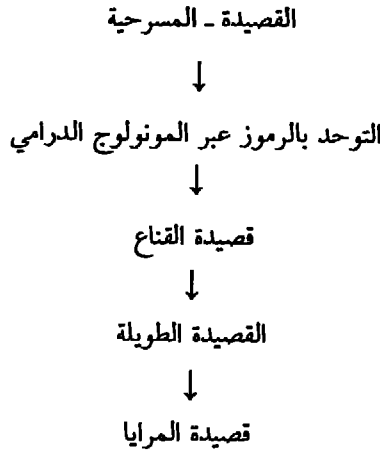 القصيدة ـ المسرحية
↓
التوحد بالرموز عبر المونولوج الدرامي
↓
قصيدة القناع
↓
القصيدة الطويلة
↓
قصيدة المرايا